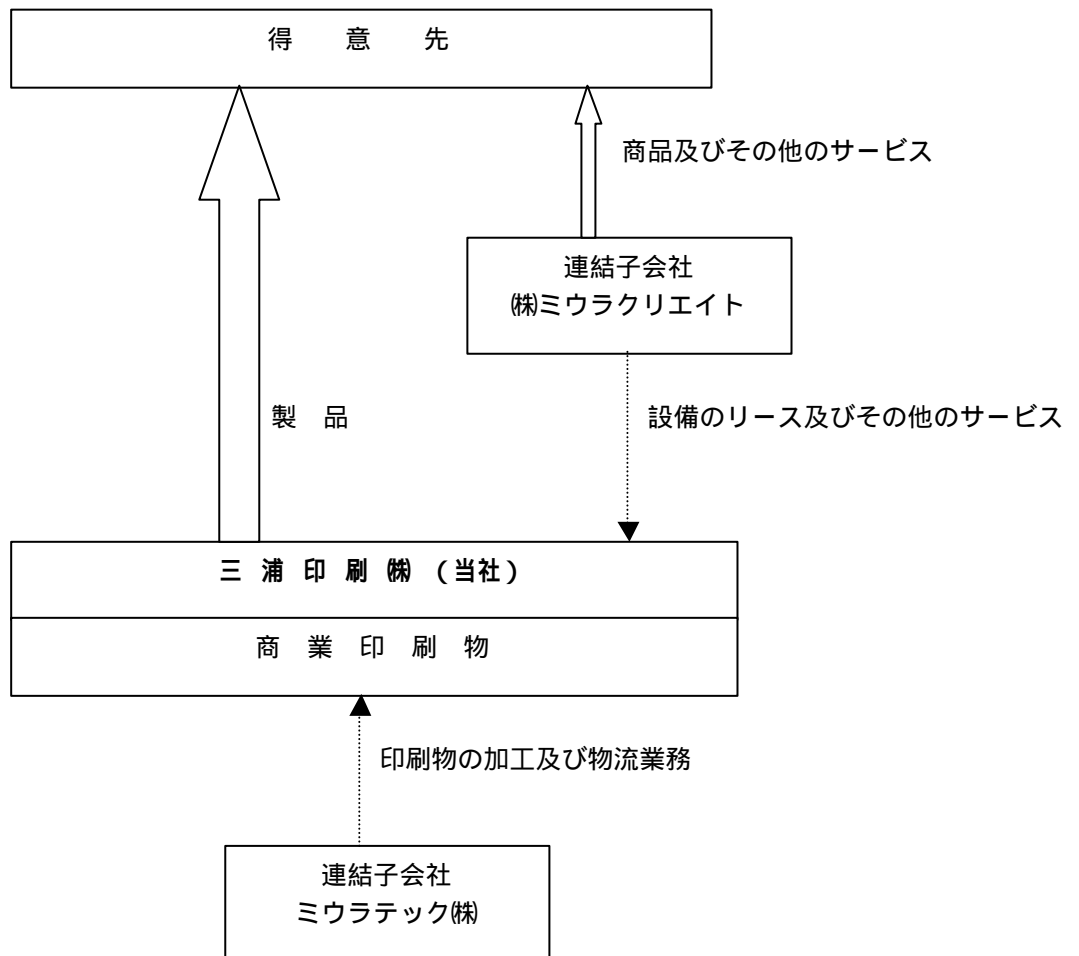 得　意　先
商品及びその他のサービス
連結子会社
㈱ミウラクリエイト
製　品
設備のリース及びその他のサービス
三　浦　印　刷　㈱　(当社)
商　業　印　刷　物
印刷物の加工及び物流業務
連結子会社
ミウラテック㈱